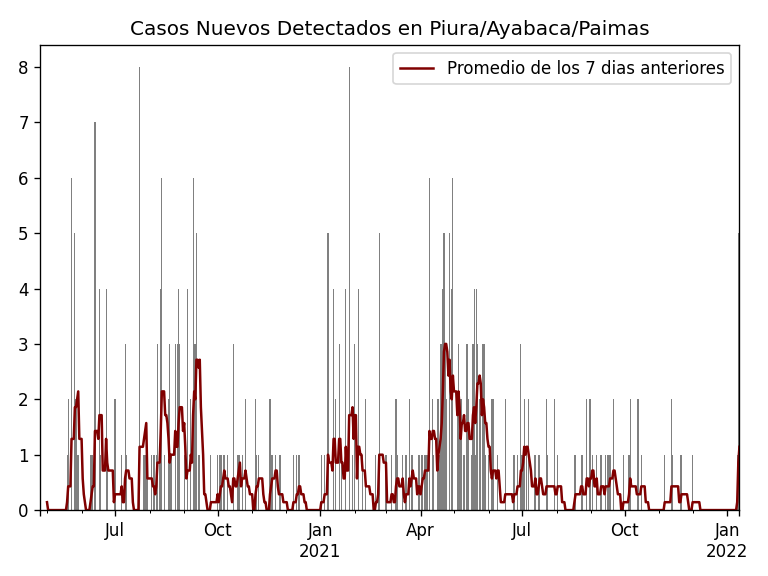 Casos Nuevos Detectados en Piura/Ayabaca/Paimas
Promedio de los 7 dias anteriores
8
7
6
5
4
3
2
1
0
Jul
Oct
Jan
2021
Apr
Jul
Oct
Jan
2022